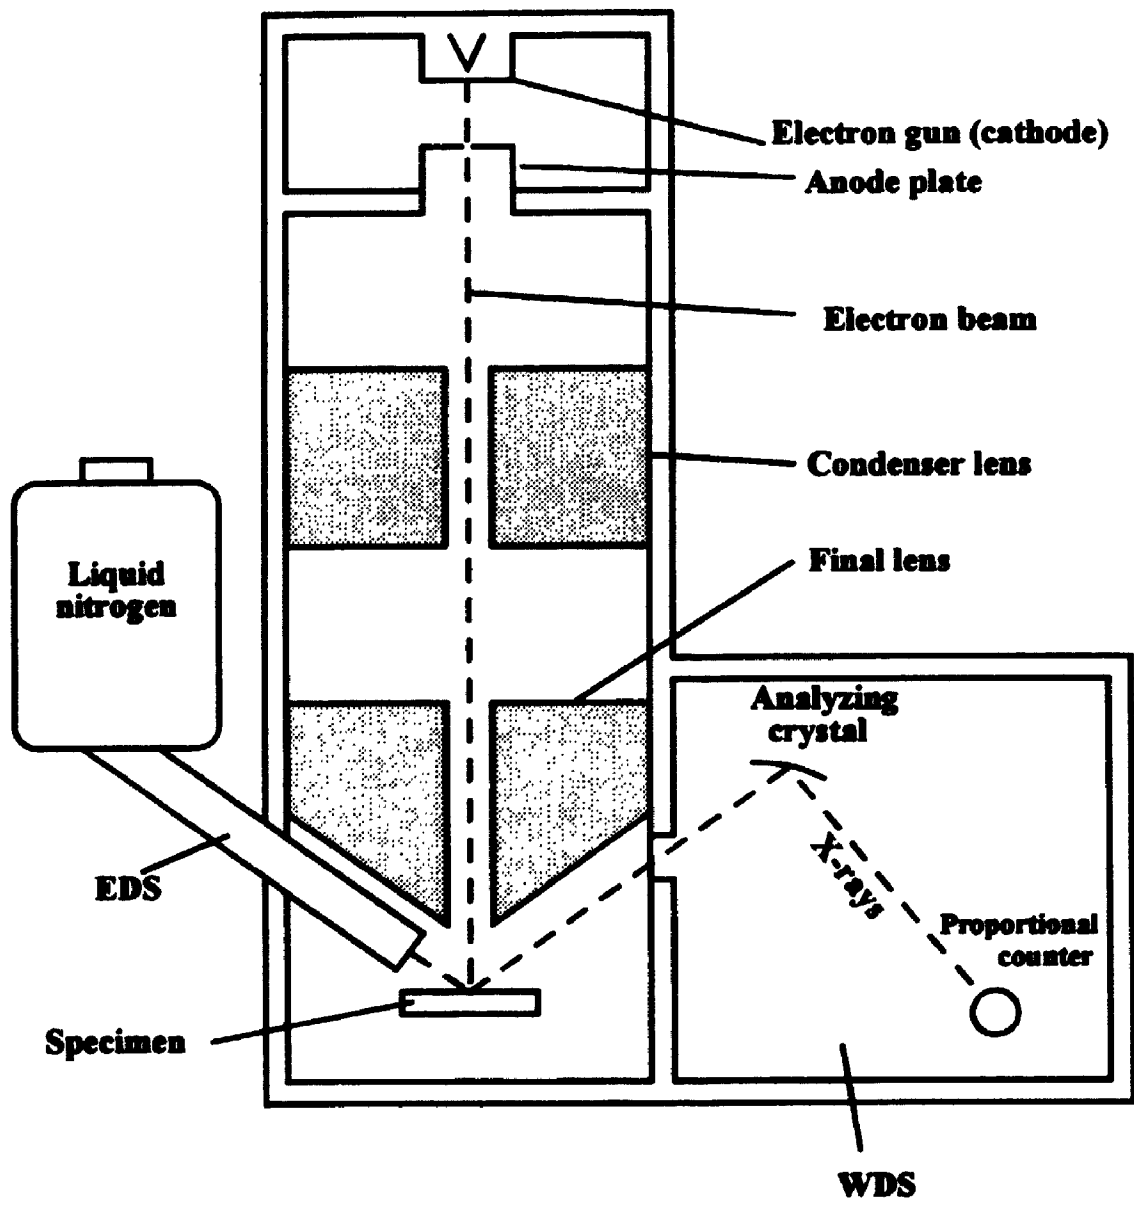 Electron gun (cathode)
Anode plate
Electron beam
Condenser lens
Final lens
Liquid
nitrogen
Analyzing
crystal
X-rays
EDS
Proportional
counter
Specimen
WDS